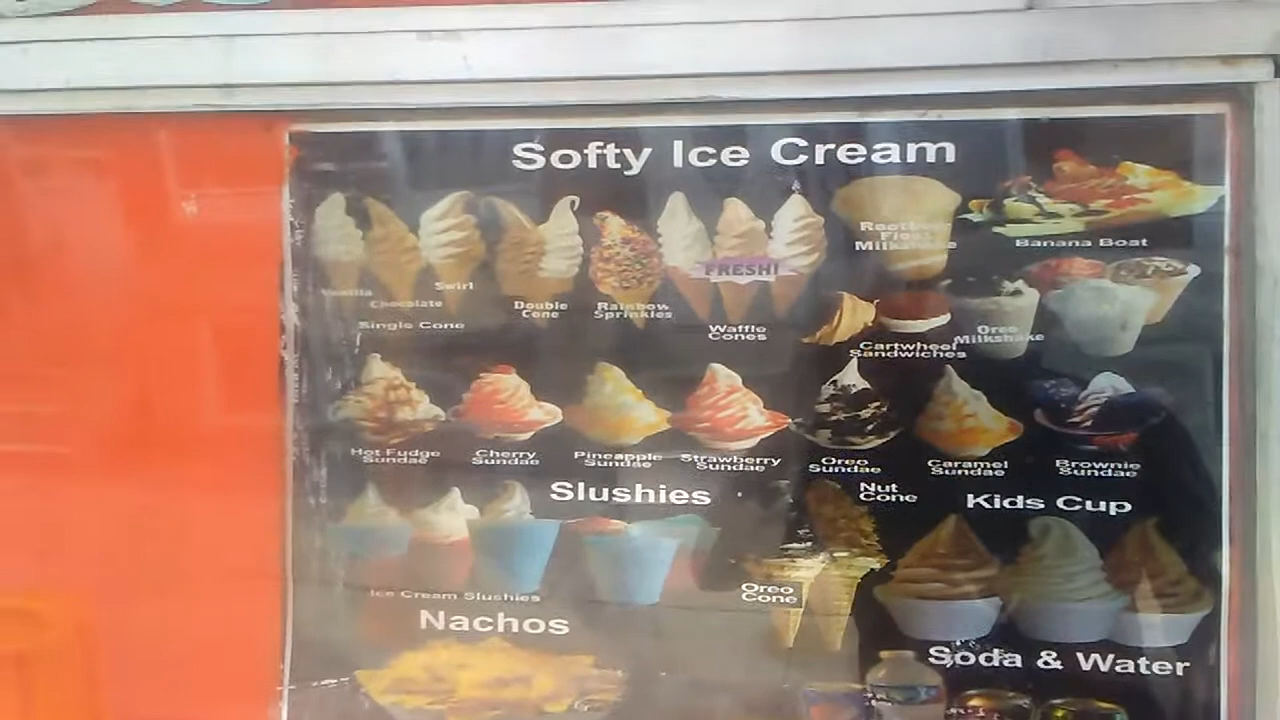 Softy Ice Cream
Vanilla
Chocolate
Swirl
Single Cone
Double
Cone
Rainbow
Sprinkles
FRESH!
Waffle
Cones
Float
Milkshake
Banana Boat
Cartwheel
Sandwiches
Oreo
Milkshake
Hot Fudge
Sundae
Cherry
Sundae
Pineapple
Sundae
Strawberry
Sundae
Oreo
Sundae
Caramel
Sundae
Brownie
Sundae
Slushies
Ice Cream Slushies
Nut
Cone
Oreo
Cone
Kids Cup
Nachos
Soda & Water